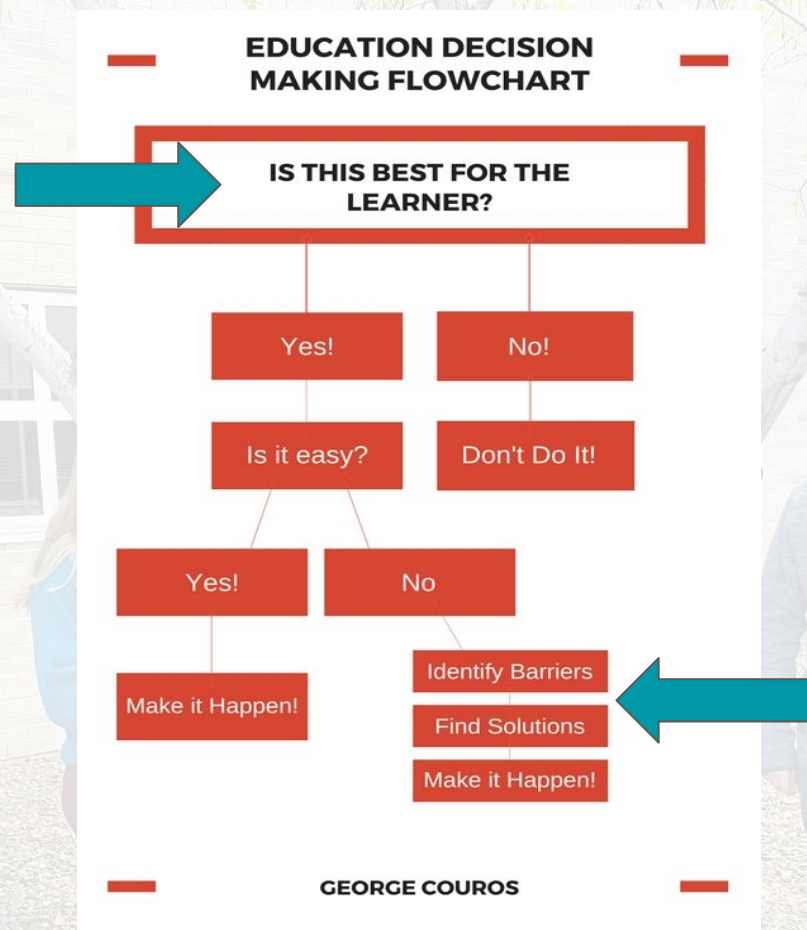 EDUCATION DECISION
MAKING FLOWCHART
IS THIS BEST FOR THE
LEARNER?
Yes!
No!
Is it easy?
Don't Do It!
Yes!
No
Make it Happen!
Identify Barriers
Find Solutions
Make it Happen!
GEORGE COUROS